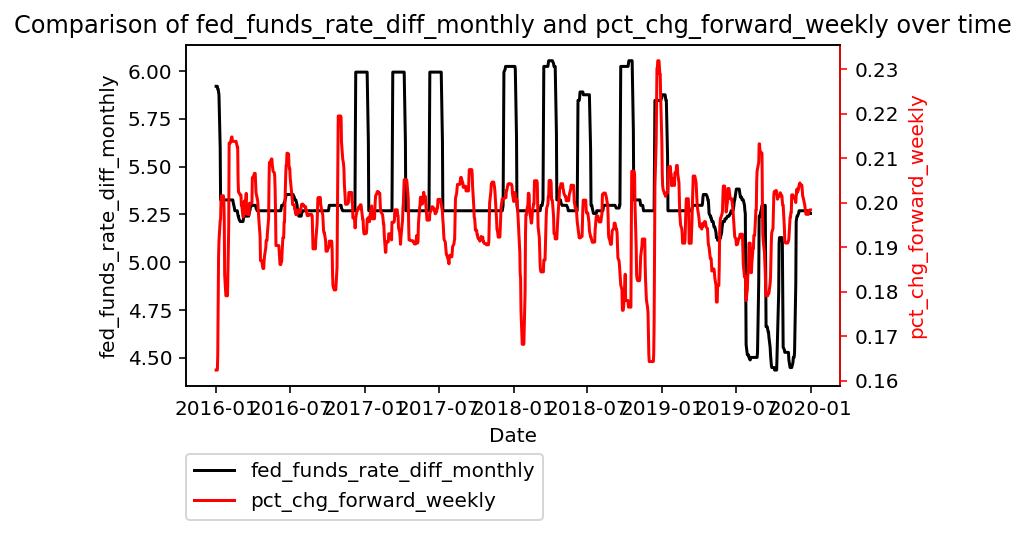 Comparison of fed_funds_rate_diff_monthly and pct_chg_forward_weekly over time
fed_funds_rate_diff_monthly
6.00
5.75
5.50
5.25
5.00
4.75
4.50
0.23
0.22
0.21
0.20
0.19
0.18
0.17
0.16
pct_chg_forward_weekly
2016-01 2016-07 2017-01 2017-07 2018-01 2018-07 2019-01 2019-07 2020-01
Date
fed_funds_rate_diff_monthly
pct_chg_forward_weekly